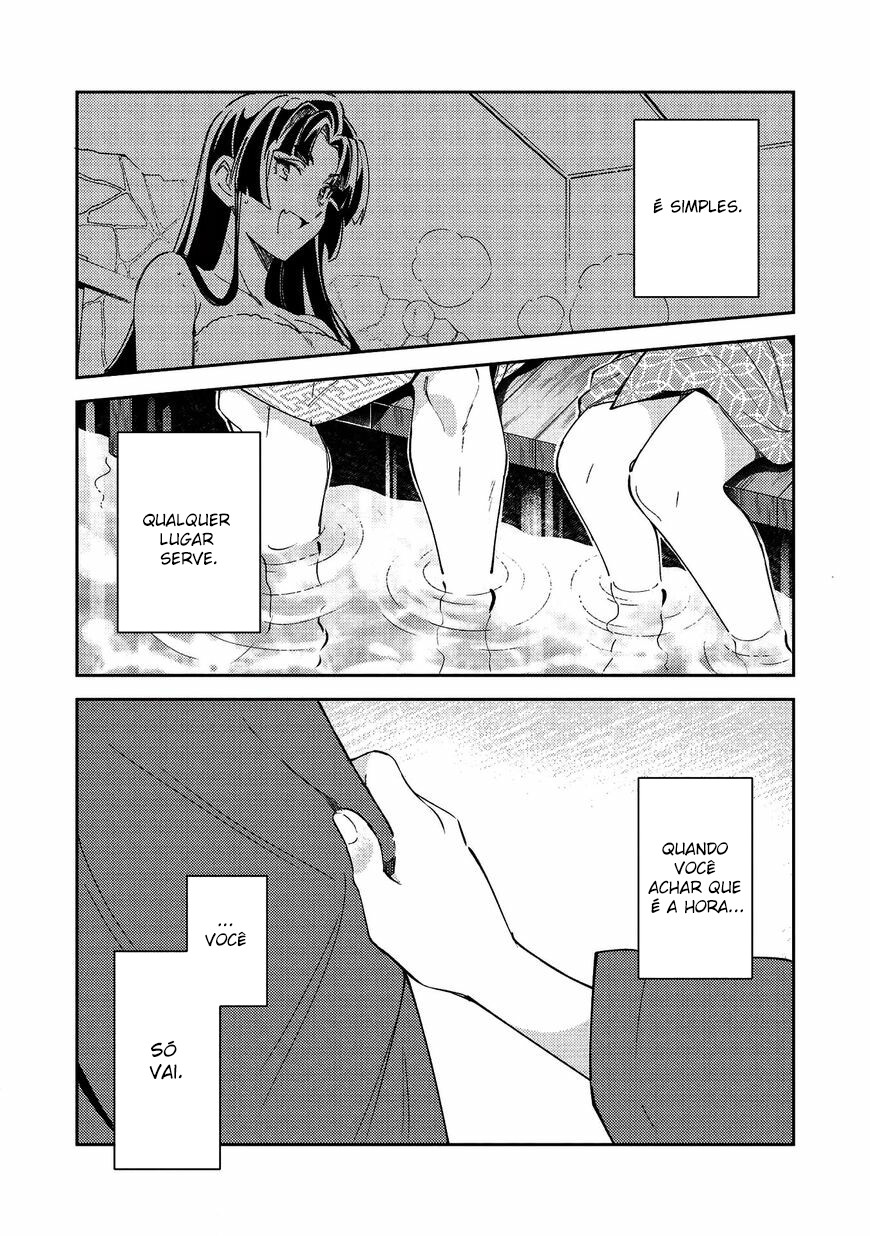 É SIMPLES.
QUALQUER
LUGAR
SERVE.
QUANDO
VOCÊ
ACHAR QUE
É A HORA...
...
VOCÊ
SÓ
VAI.